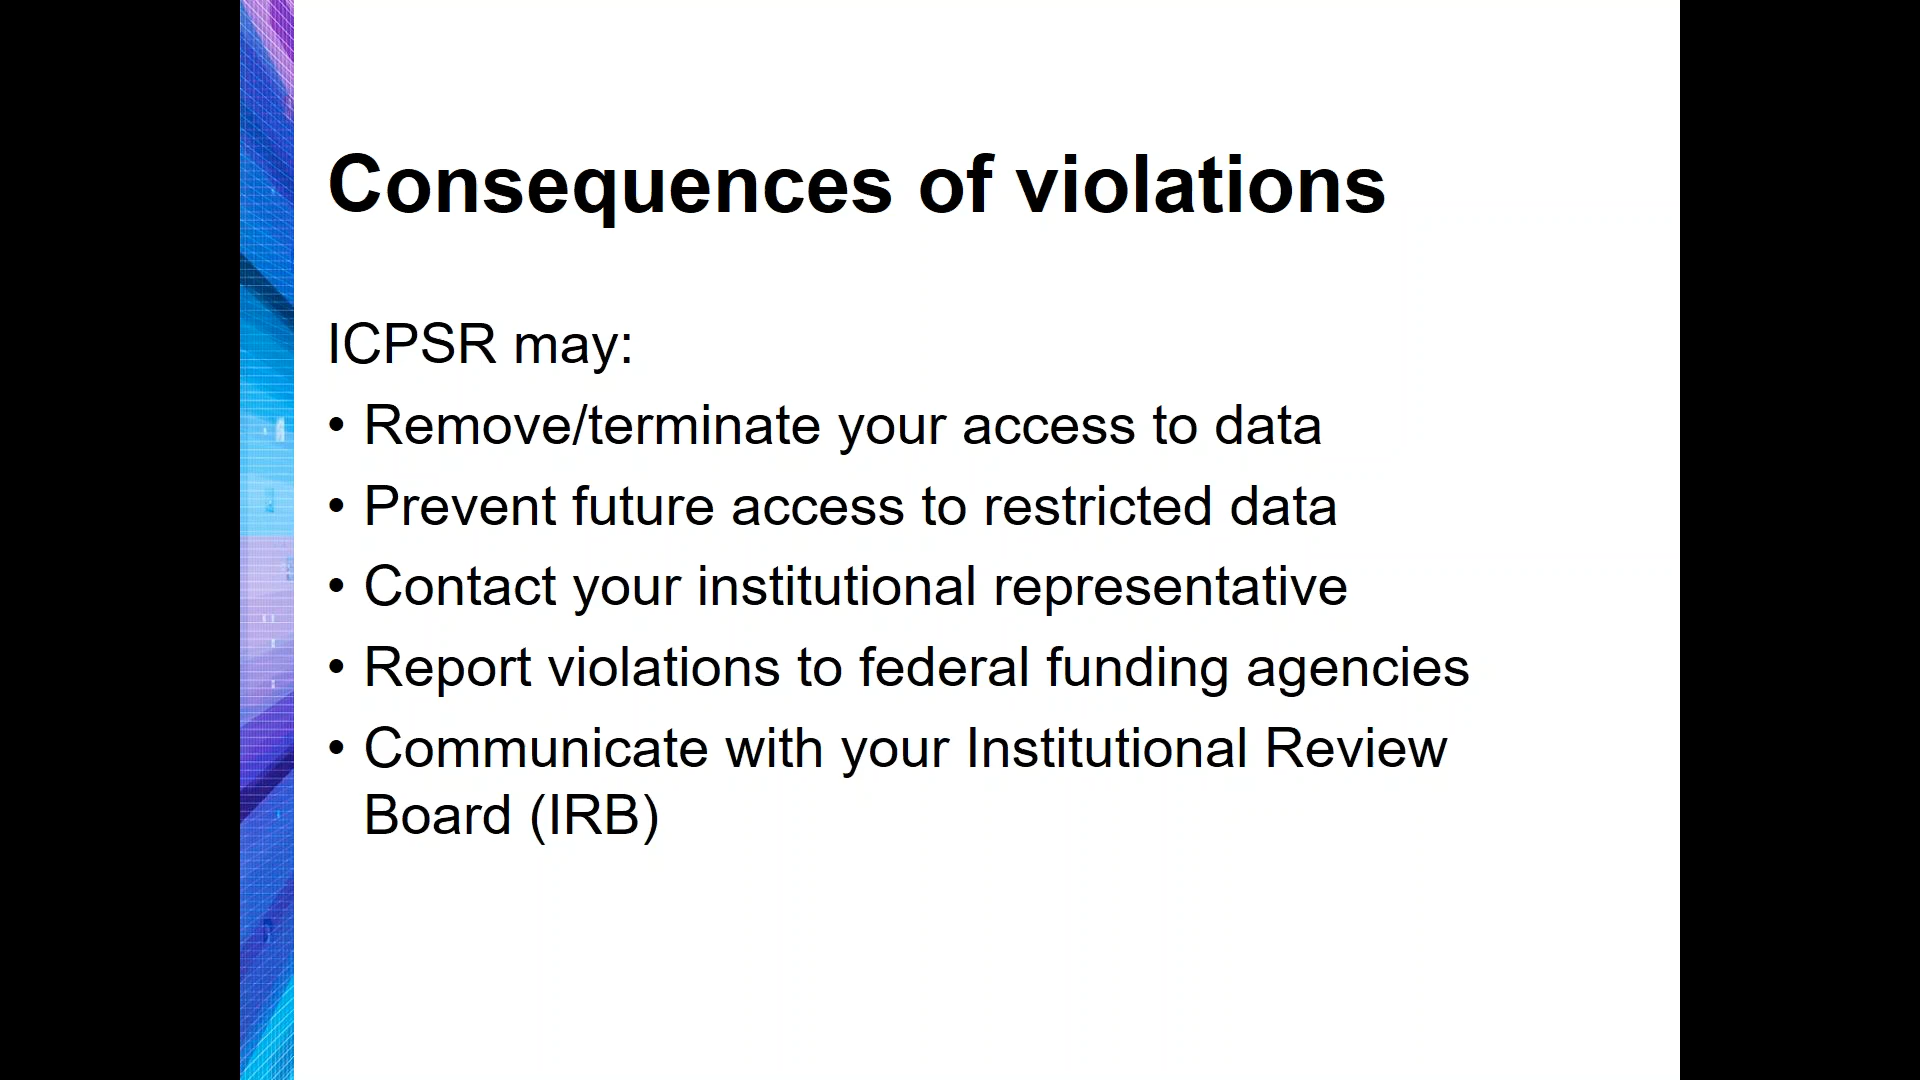 Consequences of violations
ICPSR may:
• Remove/terminate your access to data
• Prevent future access to restricted data
• Contact your institutional representative
• Report violations to federal funding agencies
• Communicate with your Institutional Review
Board (IRB)